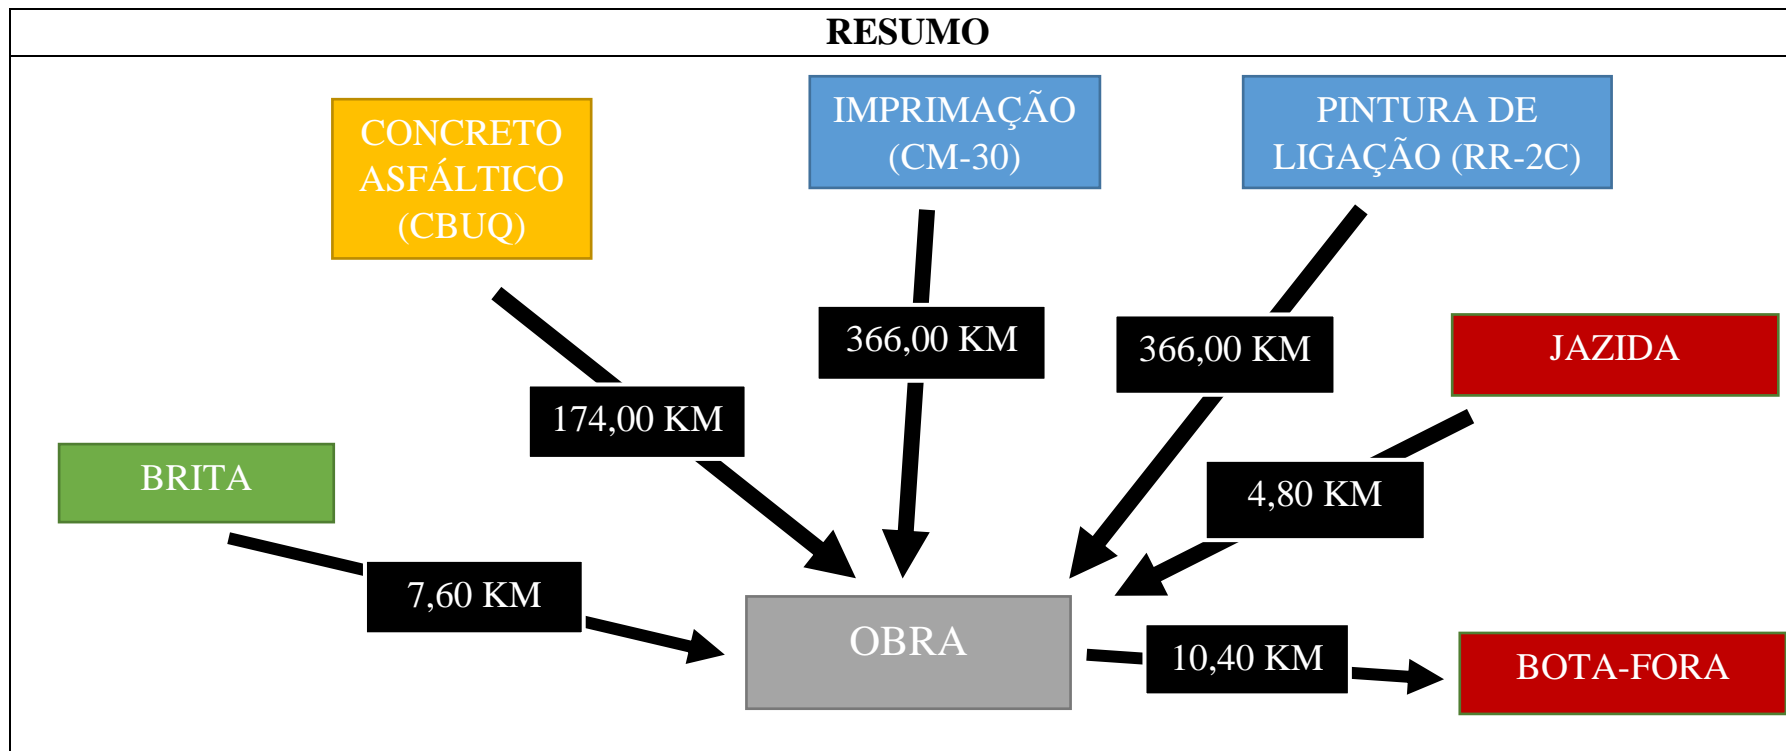 RESUMO
CONCRETO
ASFÁLTICO
(CBUQ)
IMPRIMAÇÃO
(CM-30)
PINTURA DE
LIGAÇÃO (RR-2C)
366,00 KM
366,00 KM
JAZIDA
174,00 KM
BRITA
4,80 KM
7,60 KM
OBRA
10,40 KM
BOTA-FORA